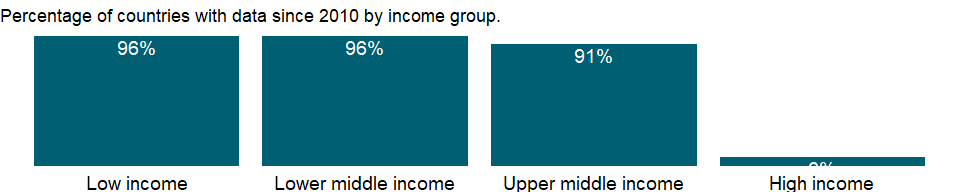 Percentage of countries with data since 2010 by income group.
96%
96%
91%
Low income
Lower middle income
Upper middle income
High income